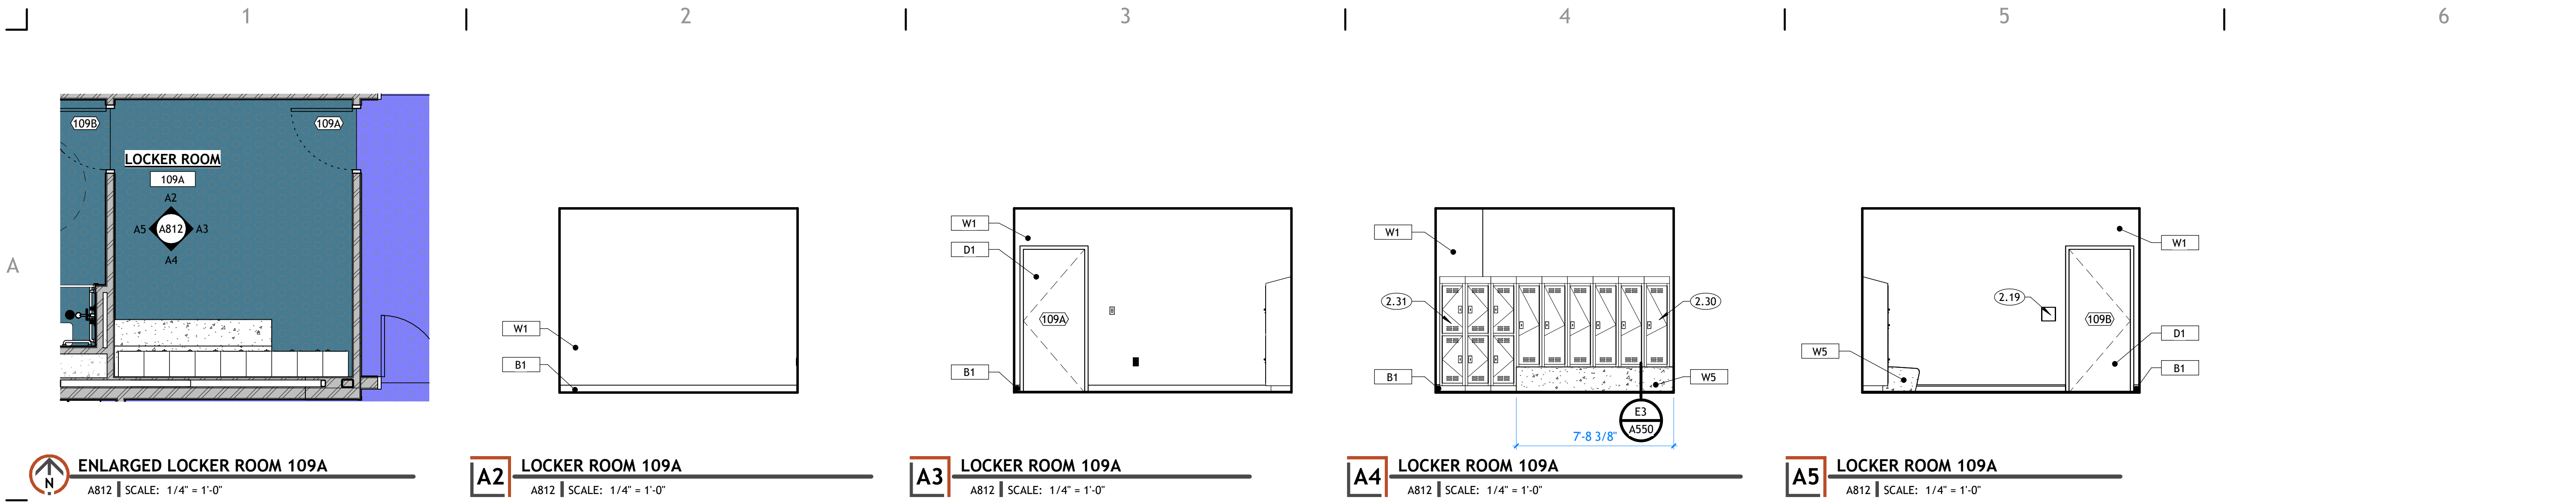 1
2
3
4
5
6
A
109B
109A
LOCKER ROOM
109A
A2
A5
A812
A3
A4
N
ENLARGED LOCKER ROOM 109A
A812 SCALE: 1/4" = 1'-0"
W1
B1
A2
LOCKER ROOM 109A
A812 SCALE: 1/4" = 1'-0"
W1
D1
109A
B1
A3
LOCKER ROOM 109A
A812 SCALE: 1/4" = 1'-0"
W1
2.31
2.30
B1
W5
E3
A550
7'-8 3/8"
A4
LOCKER ROOM 109A
A812 SCALE: 1/4" = 1'-0"
W1
2.19
109B
D1
W5
B1
A5
LOCKER ROOM 109A
A812 SCALE: 1/4" = 1'-0"